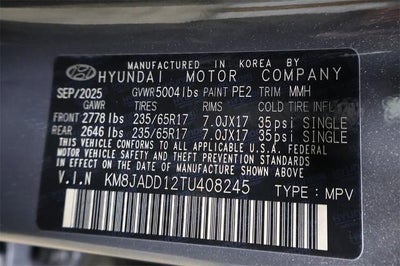 MANUFACTURED IN KOREA BY
HYUNDAI MOTOR COMPANY
SEP/2025 GVWR 5004lbs PAINT PE2 TRIM MMH
GAWR TIRES RIMS COLD TIRE INFL
FRONT 2778 lbs 235/65R17 7.0JX17 35psi SINGLE
REAR 2646 lbs 235/65R17 7.0JX17 35psi SINGLE
THIS VEHICLE CONFORMS TO ALL APPLICABLE U.S.A. FEDERAL
MOTOR VEHICLE SAFETY BUMPER, AND THEFT PREVENTION
STANDARDS IN EFFECT ON THE DATE OF MANUFACTURE SHOWN ABOVE
V.I.N KM8JADD12TU408245 TYPE : MPV